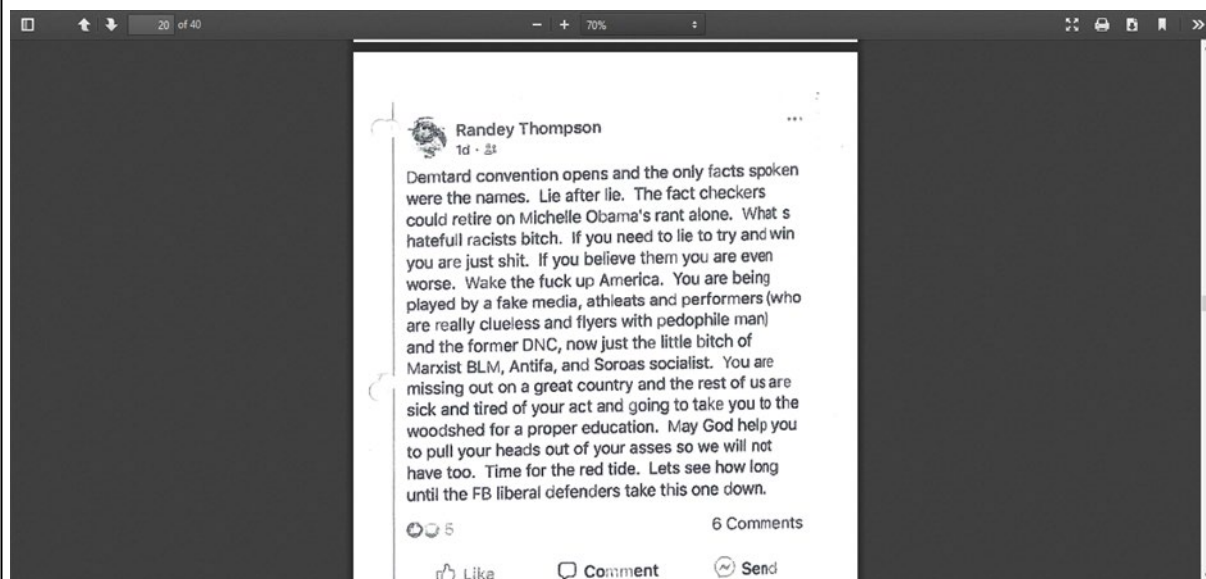 20 of 40
70%
Randey Thompson
1d
Demtard convention opens and the only facts spoken
were the names. Lie after lie. The fact checkers
could retire on Michelle Obama's rant alone. What s
hatefull racists bitch. If you need to lie to try and win
you are just shit. If you believe them you are even
worse. Wake the fuck up America. You are being
played by a fake media, athleats and performers (who
are really clueless and flyers with pedophile man)
and the former DNC, now just the little bitch of
Marxist BLM, Antifa, and Soroas socialist. You are
missing out on a great country and the rest of us are
sick and tired of your act and going to take you to the
woodshed for a proper education. May God help you
to pull your heads out of your asses so we will not
have too. Time for the red tide. Lets see how long
until the FB liberal defenders take this one down.
5 6 Comments
Like Comment Send